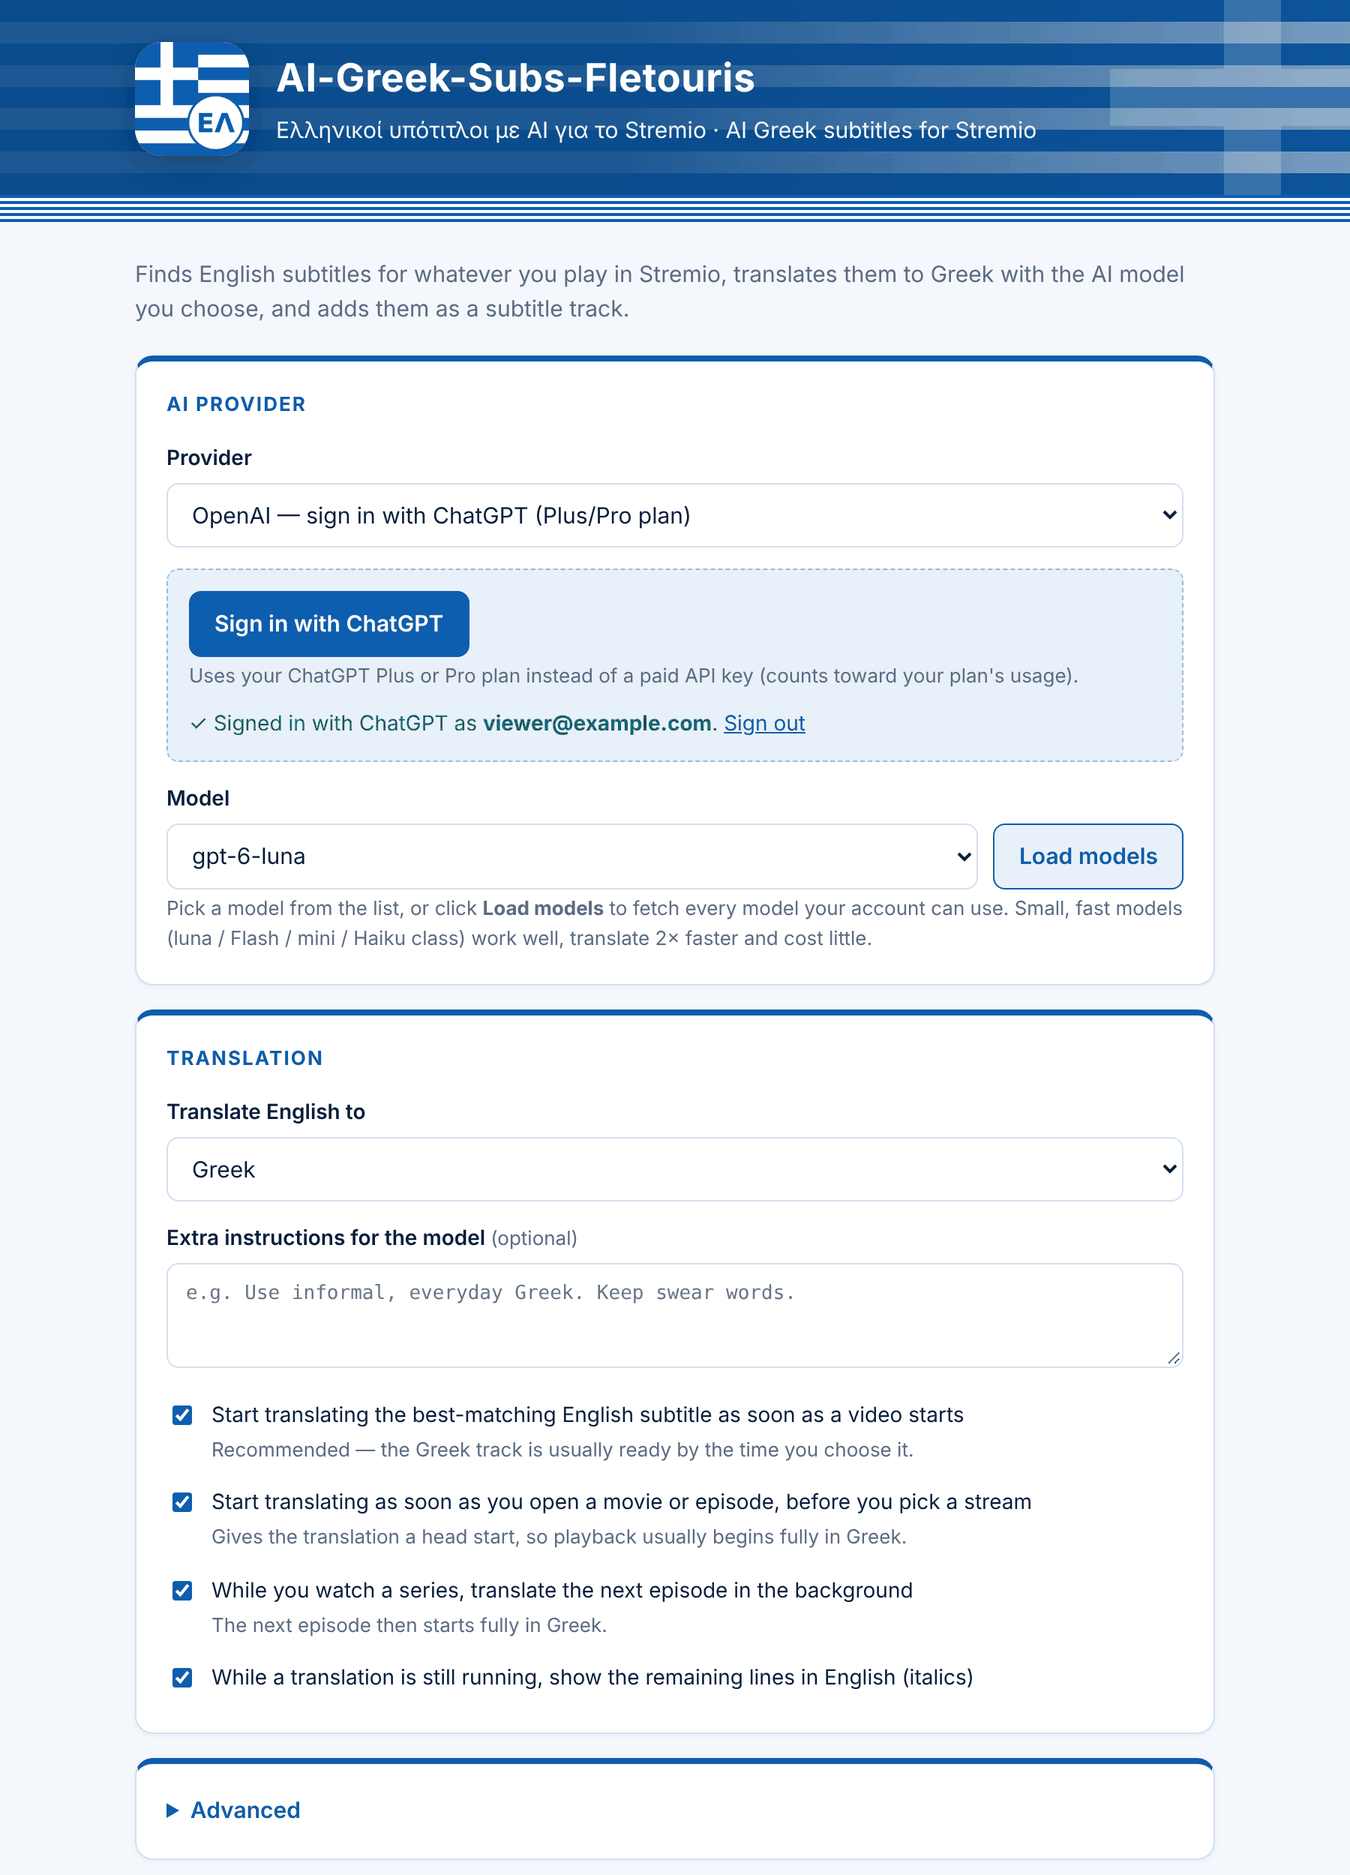 ΕΛ
AI-Greek-Subs-Fletouris
Ελληνικοί υπότιτλοι με AI για το Stremio · AI Greek subtitles for Stremio
Finds English subtitles for whatever you play in Stremio, translates them to Greek with the AI model
you choose, and adds them as a subtitle track.
AI PROVIDER
Provider
OpenAI — sign in with ChatGPT (Plus/Pro plan)
Sign in with ChatGPT
Uses your ChatGPT Plus or Pro plan instead of a paid API key (counts toward your plan's usage).
✓ Signed in with ChatGPT as viewer@example.com. Sign out
Model
gpt-6-luna
Load models
Pick a model from the list, or click Load models to fetch every model your account can use. Small, fast models
(luna / Flash / mini / Haiku class) work well, translate 2× faster and cost little.
TRANSLATION
Translate English to
Greek
Extra instructions for the model (optional)
e.g. Use informal, everyday Greek. Keep swear words.
Start translating the best-matching English subtitle as soon as a video starts
Recommended — the Greek track is usually ready by the time you choose it.
Start translating as soon as you open a movie or episode, before you pick a stream
Gives the translation a head start, so playback usually begins fully in Greek.
While you watch a series, translate the next episode in the background
The next episode then starts fully in Greek.
While a translation is still running, show the remaining lines in English (italics)
Advanced